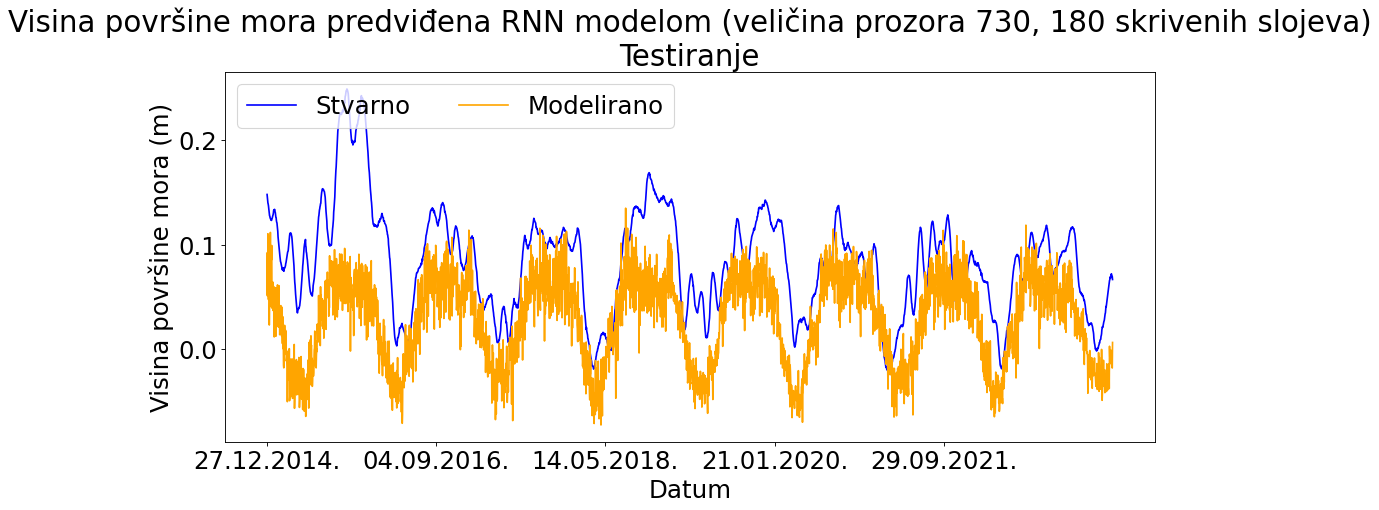 Visina površine mora predviđena RNN modelom (veličina prozora 730, 180 skrivenih slojeva)
Testiranje
Stvarno Modelirano
Visina površine mora (m)
0.2
0.1
0.0
27.12.2014. 04.09.2016. 14.05.2018. 21.01.2020. 29.09.2021.
Datum